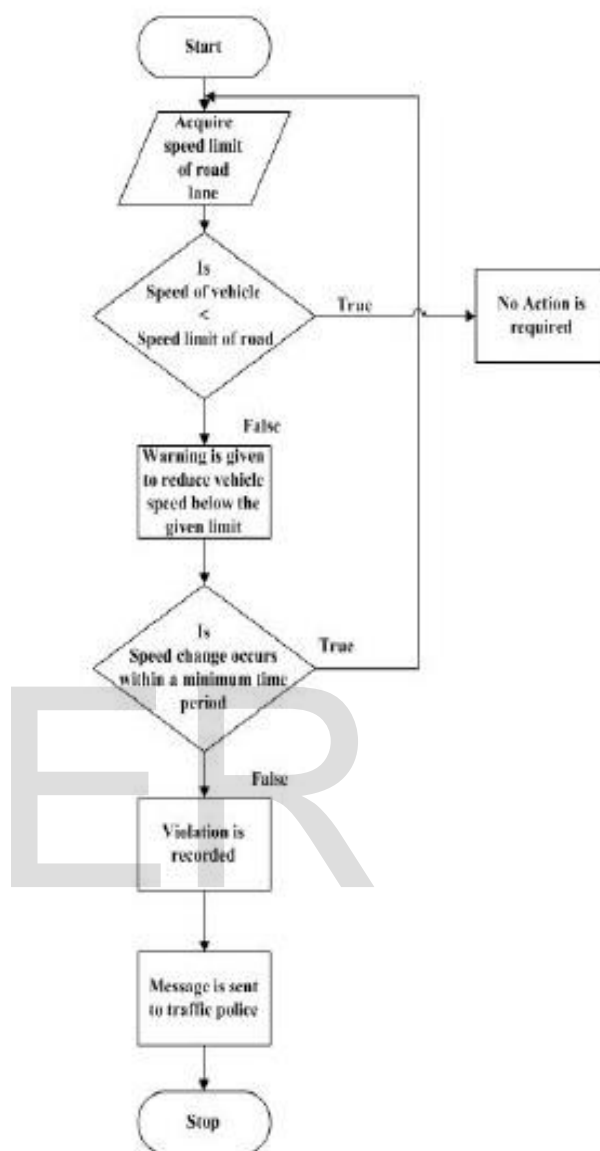 Start
Acquire
speed limit
of road
lane
Is
Speed of vehicle
<
Speed limit of road
True
No Action is
required
False
Warning is given
to reduce vehicle
speed below the
given limit
Is
Speed change occurs
within a minimum time
period
True
False
Violation is
recorded
Message is sent
to traffic police
Stop
ER